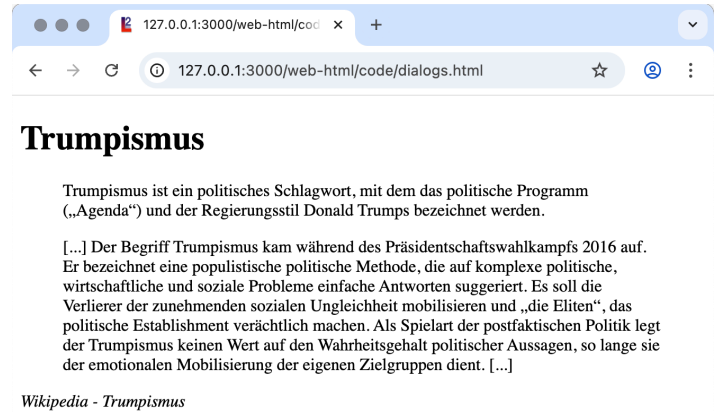 127.0.0.1:3000/web-html/cod
127.0.0.1:3000/web-html/code/dialogs.html
Trumpismus
Trumpismus ist ein politisches Schlagwort, mit dem das politische Programm
(„Agenda“) und der Regierungsstil Donald Trumps bezeichnet werden.
[...] Der Begriff Trumpismus kam während des Präsidentschaftswahlkampfs 2016 auf.
Er bezeichnet eine populistische politische Methode, die auf komplexe politische,
wirtschaftliche und soziale Probleme einfache Antworten suggeriert. Es soll die
Verlierer der zunehmenden sozialen Ungleichheit mobilisieren und „die Eliten“, das
politische Establishment verächtlich machen. Als Spielart der postfaktischen Politik legt
der Trumpismus keinen Wert auf den Wahrheitsgehalt politischer Aussagen, so lange sie
der emotionalen Mobilisierung der eigenen Zielgruppen dient. [...]
Wikipedia - Trumpismus